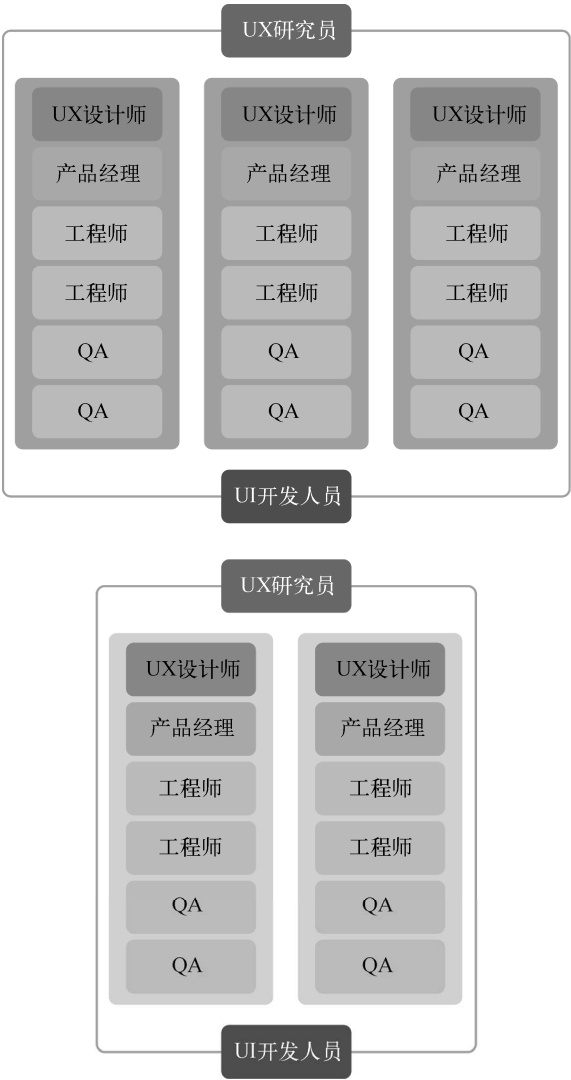 UX研究员
UX设计师 UX设计师 UX设计师
产品经理 产品经理 产品经理
工程师 工程师 工程师
工程师 工程师 工程师
QA QA QA
QA QA QA
UI开发人员
UX研究员
UX设计师 UX设计师
产品经理 产品经理
工程师 工程师
工程师 工程师
QA QA
QA QA
UI开发人员